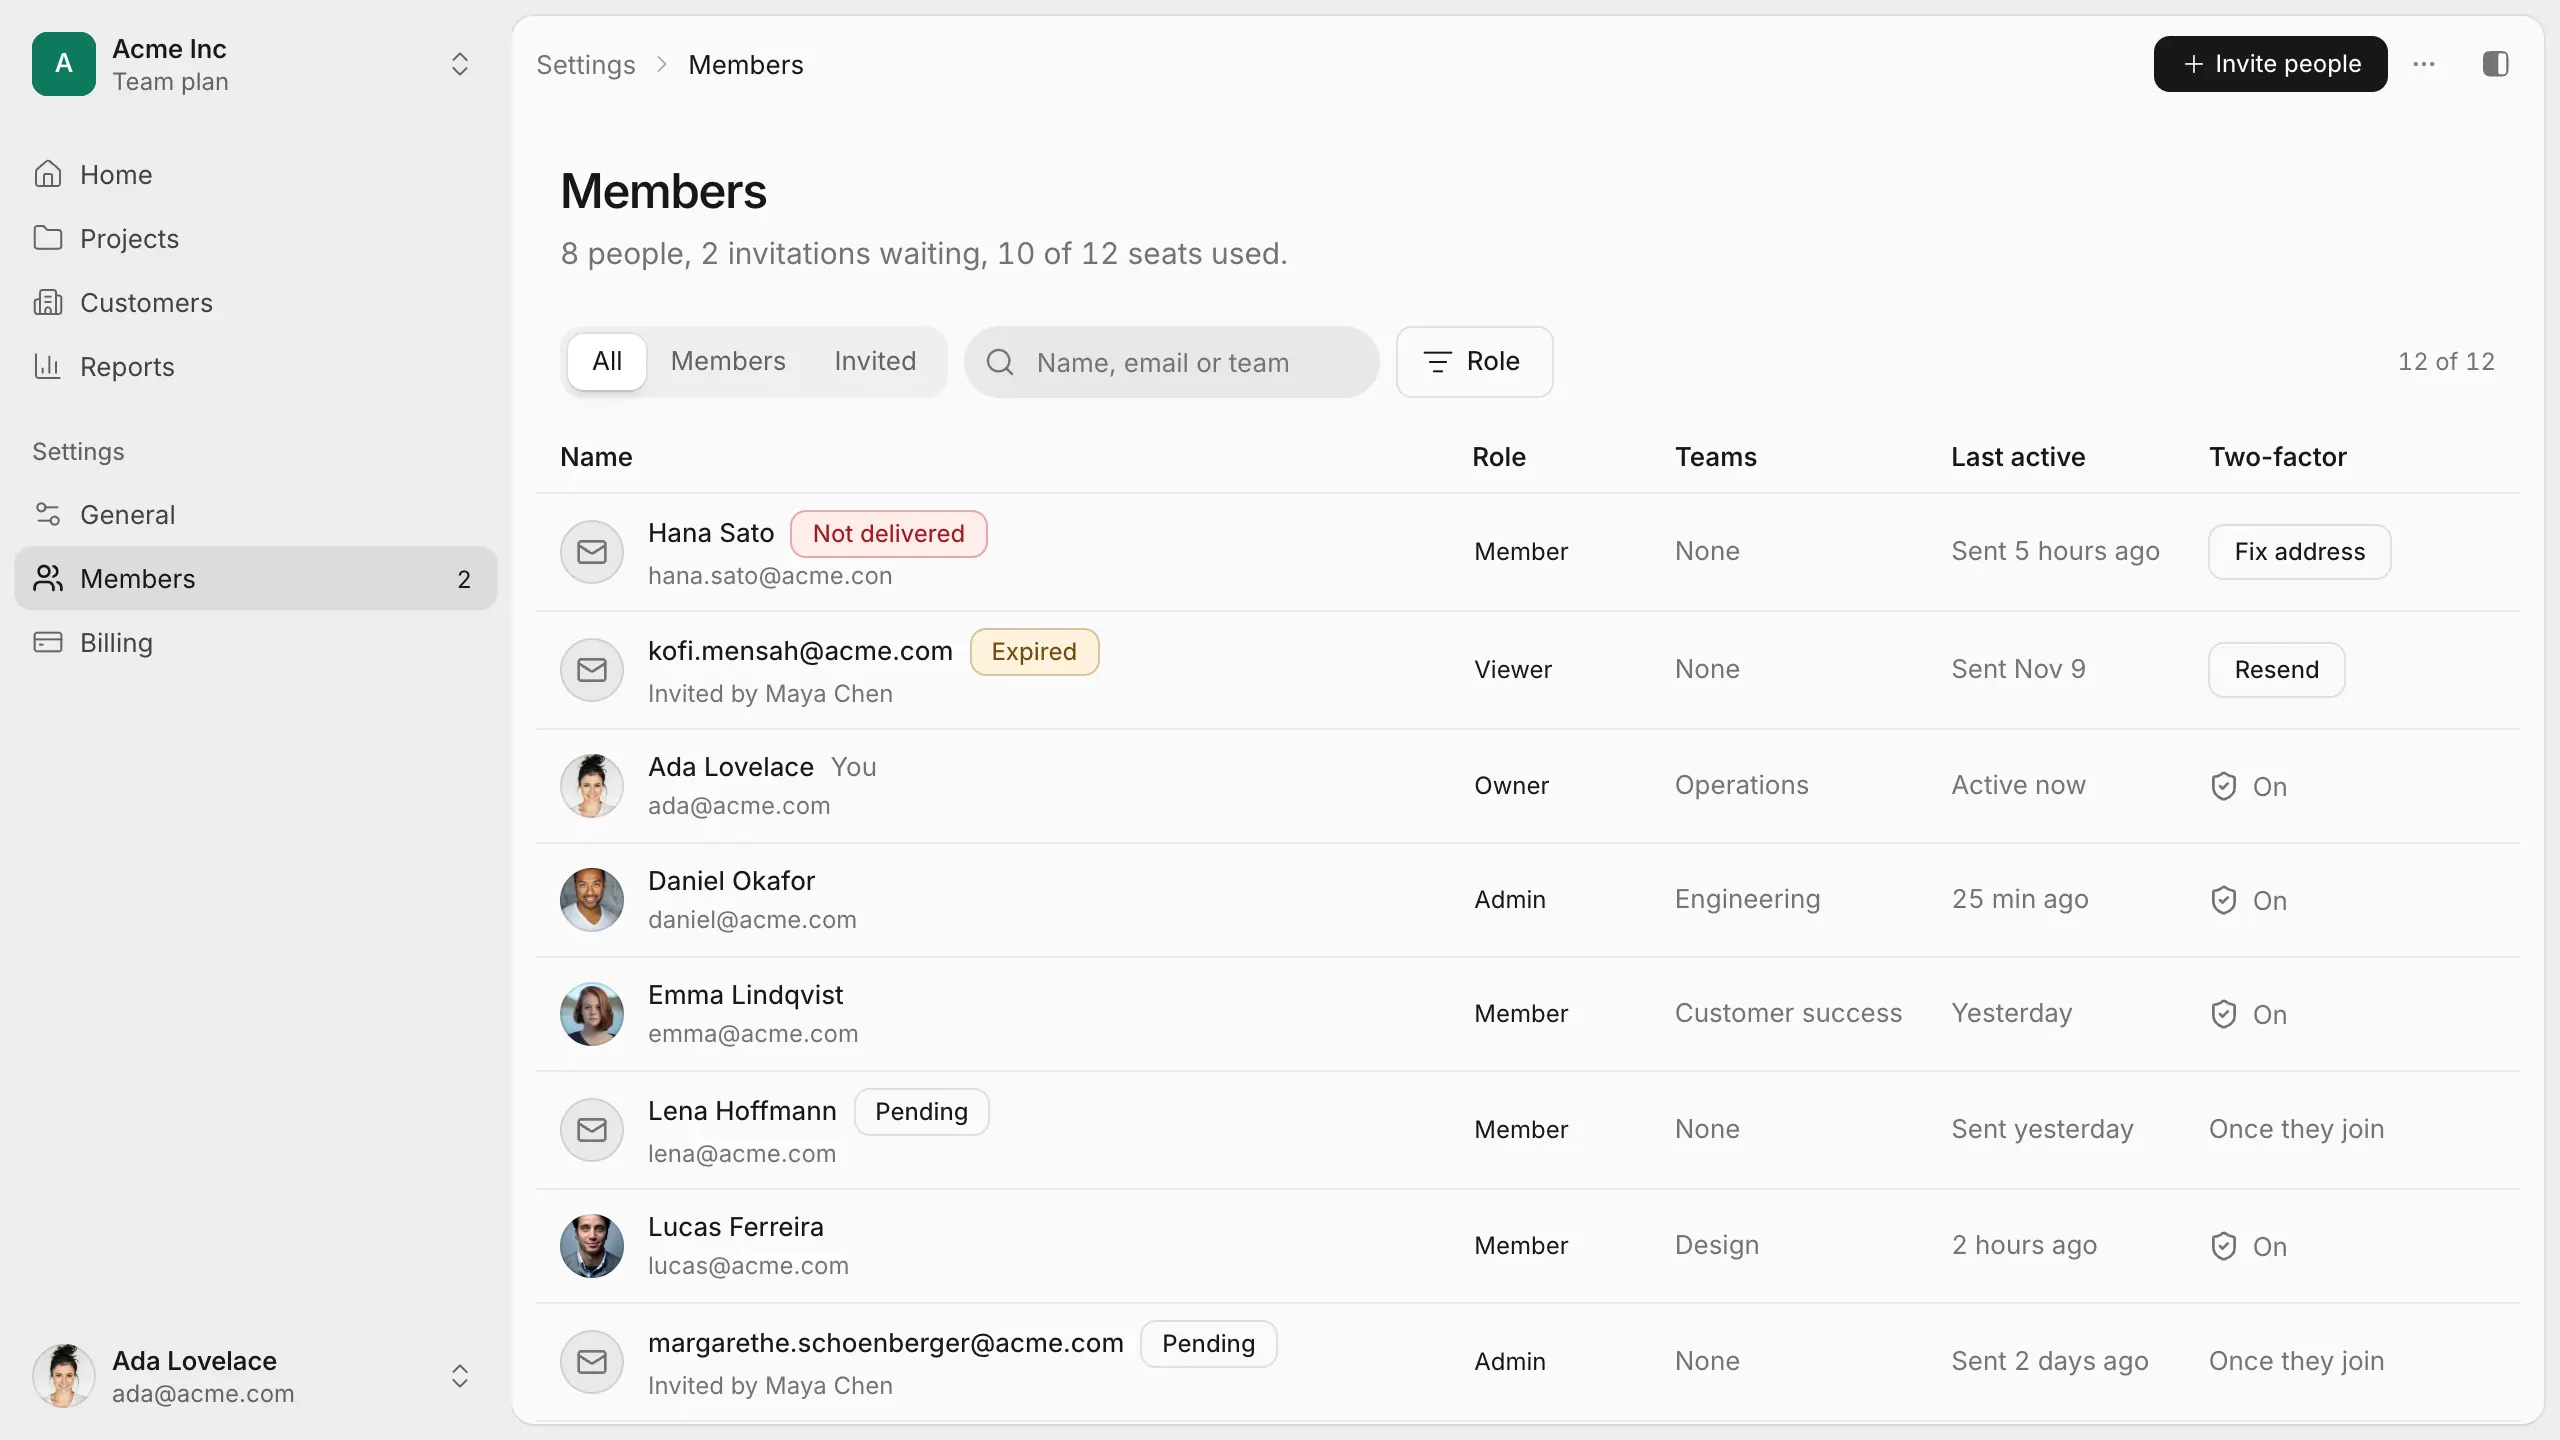 A
Acme Inc
Team plan
Home
Projects
Customers
Reports
Settings
General
Members 2
Billing
Ada Lovelace
ada@acme.com
Settings Members
Invite people
Members
8 people, 2 invitations waiting, 10 of 12 seats used.
All Members Invited
Name, email or team
Role
12 of 12
Name Role Teams Last active Two-factor
Hana Sato Not delivered
hana.sato@acme.con
Member None Sent 5 hours ago Fix address
kofi.mensah@acme.com Expired
Invited by Maya Chen
Viewer None Sent Nov 9 Resend
Ada Lovelace You
ada@acme.com
Owner Operations Active now On
Daniel Okafor
daniel@acme.com
Admin Engineering 25 min ago On
Emma Lindqvist
emma@acme.com
Member Customer success Yesterday On
Lena Hoffmann Pending
lena@acme.com
Member None Sent yesterday Once they join
Lucas Ferreira
lucas@acme.com
Member Design 2 hours ago On
margarethe.schoenberger@acme.com Pending
Invited by Maya Chen
Admin None Sent 2 days ago Once they join